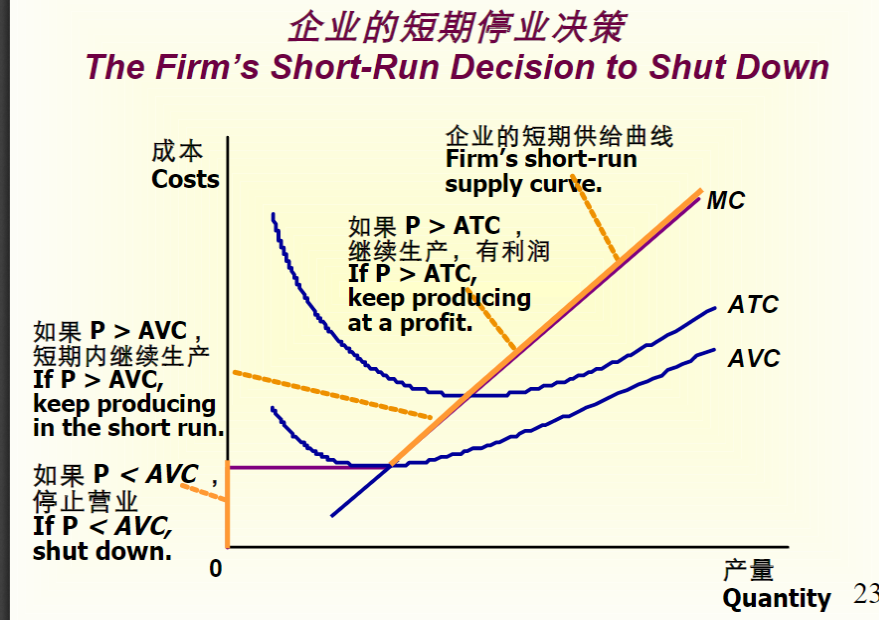 企业的短期停业决策
The Firm's Short-Run Decision to Shut Down
成本
Costs
企业的短期供给曲线
Firm's short-run
supply curve.
MC
如果 P > ATC ，
继续生产，有利润
If P > ATC,
keep producing
at a profit.
ATC
AVC
如果 P > AVC ，
短期内继续生产
If P > AVC,
keep producing
in the short run.
如果 P < AVC ，
停止营业
If P < AVC,
shut down.
0
产量
Quantity
23